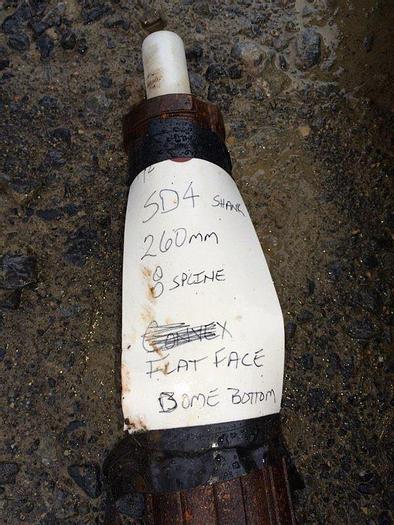 SD4 SHANK
260mm
8 SPLINE
CONVEX
FLAT FACE
DOME BOTTOM